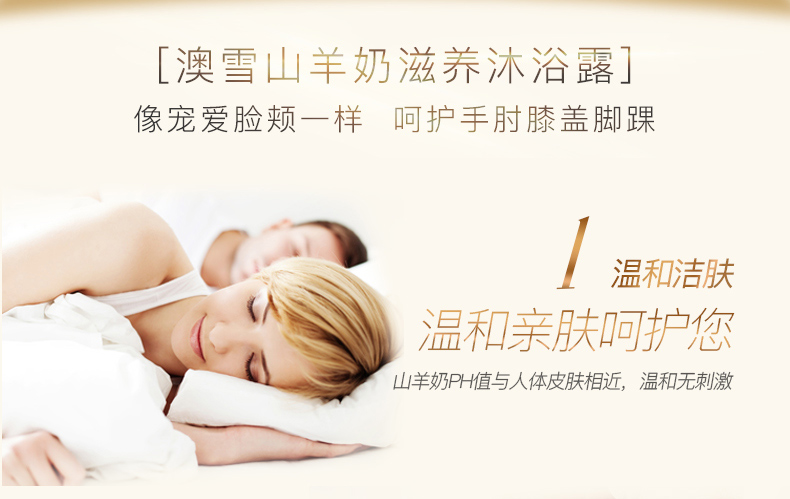 [澳雪山羊奶滋养沐浴露]
像宠爱脸颊一样 呵护手肘膝盖脚踝
1 温和洁肤
温和亲肤呵护您
山羊奶PH值与人体皮肤相近，温和无刺激